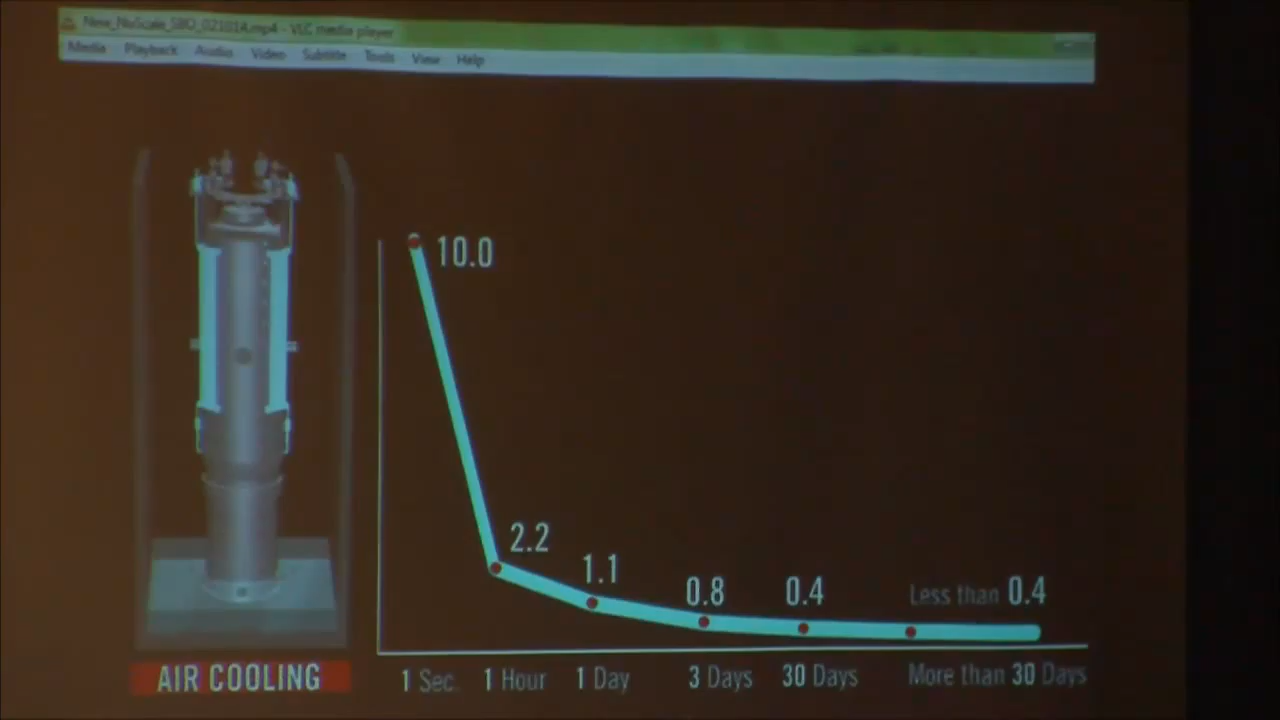 New_NuScale_SBO_021014.mp4 - VLC media player
Media Playback Audio Video Subtitle Tools View Help
10.0
2.2
1.1
0.8
0.4
Less than 0.4
1 Sec.
1 Hour
1 Day
3 Days
30 Days
More than 30 Days
AIR COOLING